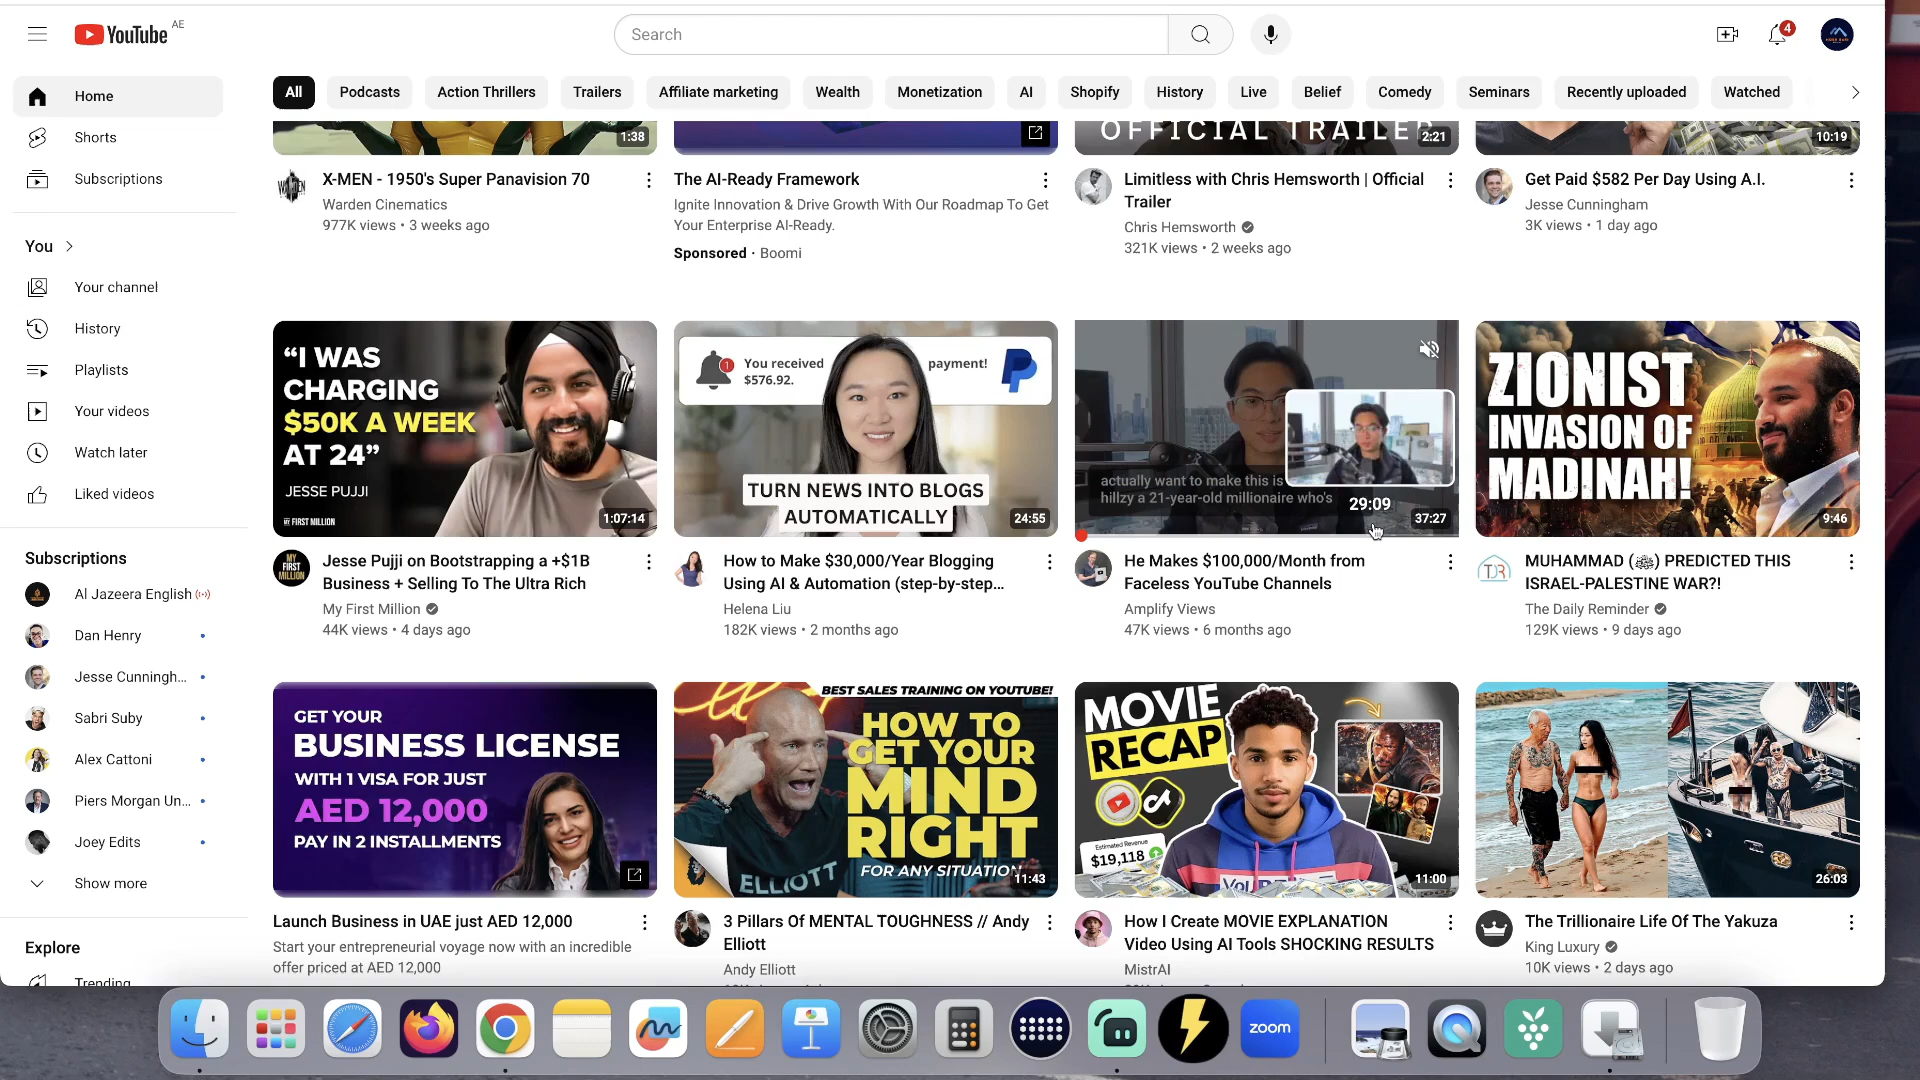 YouTube AE
Search
4
Home
Shorts
Subscriptions
You
Your channel
History
Playlists
Your videos
Watch later
Liked videos
Subscriptions
Al Jazeera English
Dan Henry
Jesse Cunningh...
Sabri Suby
Alex Cattoni
Piers Morgan Un...
Joey Edits
Show more
Explore
Trending
All
Podcasts
Action Thrillers
Trailers
Affiliate marketing
Wealth
Monetization
AI
Shopify
History
Live
Belief
Comedy
Seminars
Recently uploaded
Watched
1:38
X-MEN - 1950's Super Panavision 70
Warden Cinematics
977K views • 3 weeks ago
The AI-Ready Framework
Ignite Innovation & Drive Growth With Our Roadmap To Get
Your Enterprise AI-Ready.
Sponsored · Boomi
OFFICIAL TRAILER
2:21
Limitless with Chris Hemsworth | Official
Trailer
Chris Hemsworth
321K views • 2 weeks ago
10:19
Get Paid $582 Per Day Using A.I.
Jesse Cunningham
3K views • 1 day ago
“I WAS
CHARGING
$50K A WEEK
AT 24”
JESSE PUJJI
MY FIRST MILLION
1:07:14
MY FIRST MILLION
Jesse Pujji on Bootstrapping a +$1B
Business + Selling To The Ultra Rich
My First Million
44K views • 4 days ago
1
You received payment!
$576.92.
TURN NEWS INTO BLOGS
AUTOMATICALLY
24:55
How to Make $30,000/Year Blogging
Using AI & Automation (step-by-step...
Helena Liu
182K views • 2 months ago
actually want to make this is
hillzy a 21-year-old millionaire who's
29:09
37:27
He Makes $100,000/Month from
Faceless YouTube Channels
Amplify Views
47K views • 6 months ago
ZIONIST
INVASION OF
MADINAH!
9:46
TDR
MUHAMMAD (ﷺ) PREDICTED THIS
ISRAEL-PALESTINE WAR?!
The Daily Reminder
129K views • 9 days ago
GET YOUR
BUSINESS LICENSE
WITH 1 VISA FOR JUST
AED 12,000
PAY IN 2 INSTALLMENTS
Launch Business in UAE just AED 12,000
Start your entrepreneurial voyage now with an incredible
offer priced at AED 12,000
BEST SALES TRAINING ON YOUTUBE!
HOW TO
GET YOUR
MIND
RIGHT
FOR ANY SITUATION
ELLIOTT
11:43
3 Pillars Of MENTAL TOUGHNESS // Andy
Elliott
Andy Elliott
MOVIE
RECAP
Estimated Revenue
$19,118
11:00
How I Create MOVIE EXPLANATION
Video Using AI Tools SHOCKING RESULTS
MistrAI
26:03
The Trillionaire Life Of The Yakuza
King Luxury
10K views • 2 days ago
zoom